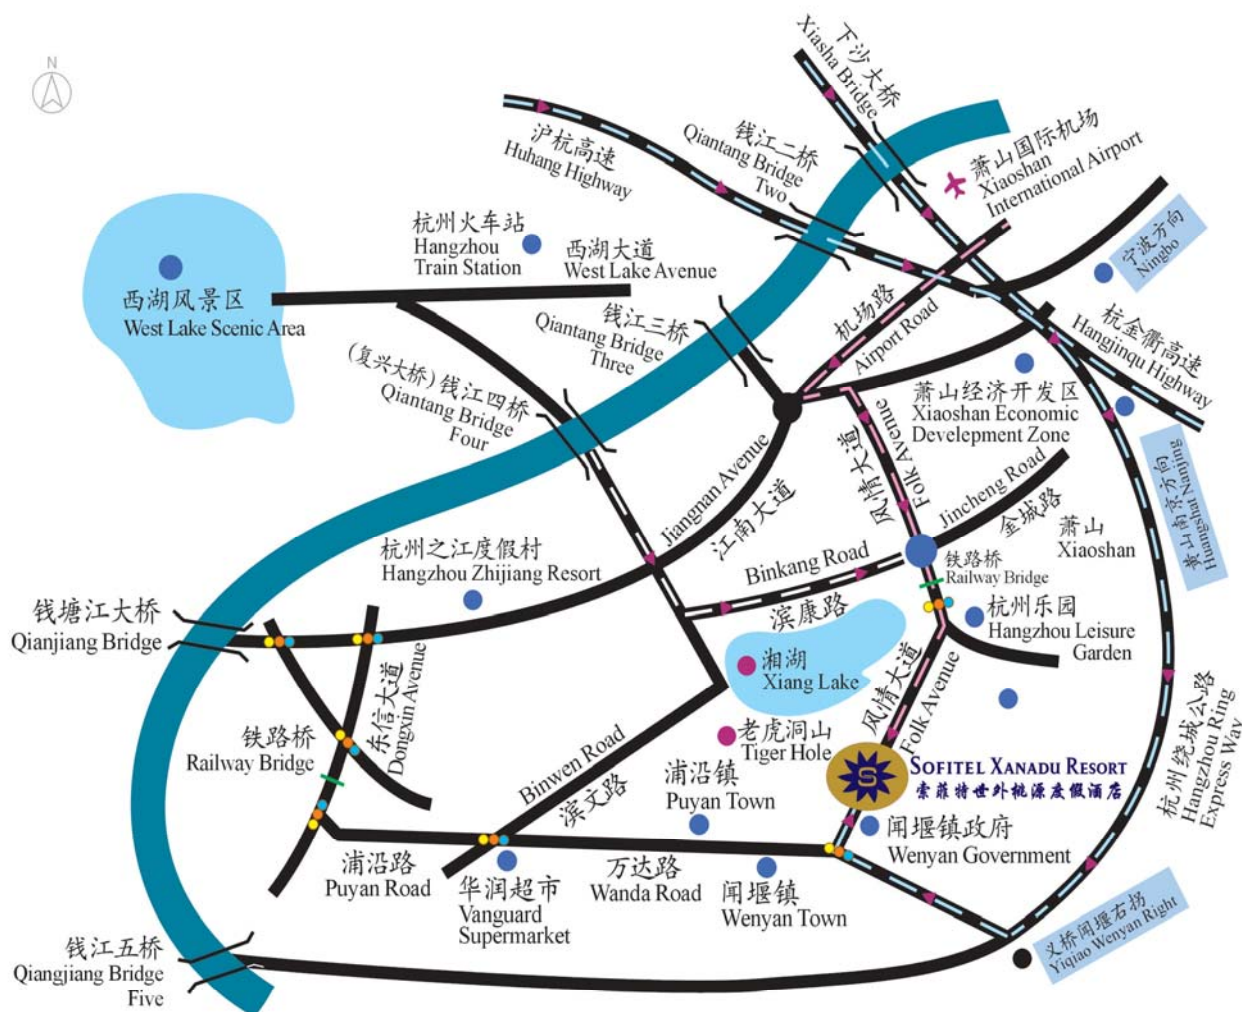 N
下沙大桥
Xiasha Bridge
沪杭高速
Huhang Highway
钱江二桥
Qiantang Bridge
Two
萧山国际机场
Xiaoshan
International Airport
杭州火车站
Hangzhou
Train Station
西湖大道
West Lake Avenue
宁波方向
Ningbo
西湖风景区
West Lake Scenic Area
钱江三桥
Qiantang Bridge
Three
机场路
Airport Road
杭金衢高速
Hangjinqu Highway
(复兴大桥)钱江四桥
Qiantang Bridge
Four
萧山经济开发区
Xiaoshan Economic
Develepment Zone
风情大道
Folk Avenue
Jiangnan Avenue
江南大道
Jincheng Road
金城路
黄山南京方向
Huangshat Nanjing
杭州之江度假村
Hangzhou Zhijiang Resort
Binkang Road
滨康路
萧山
Xiaoshan
铁路桥
Railway Bridge
钱塘江大桥
Qianjiang Bridge
杭州乐园
Hangzhou Leisure
Garden
湘湖
Xiang Lake
风情大道
Folk Avenue
东信大道
Dongxin Avenue
铁路桥
Railway Bridge
老虎洞山
Tiger Hole
Binwen Road
滨文路
浦沿镇
Puyan Town
S
SOFITEL XANADU RESORT
索菲特世外桃源度假酒店
杭州绕城公路
Hangzhou Ring
Express Way
闻堰镇政府
Wenyan Government
浦沿路
Puyan Road
华润超市
Vanguard
Supermarket
万达路
Wanda Road
闻堰镇
Wenyan Town
钱江五桥
Qiangjiang Bridge
Five
义桥闻堰右拐
Yiqiao Wenyan Right